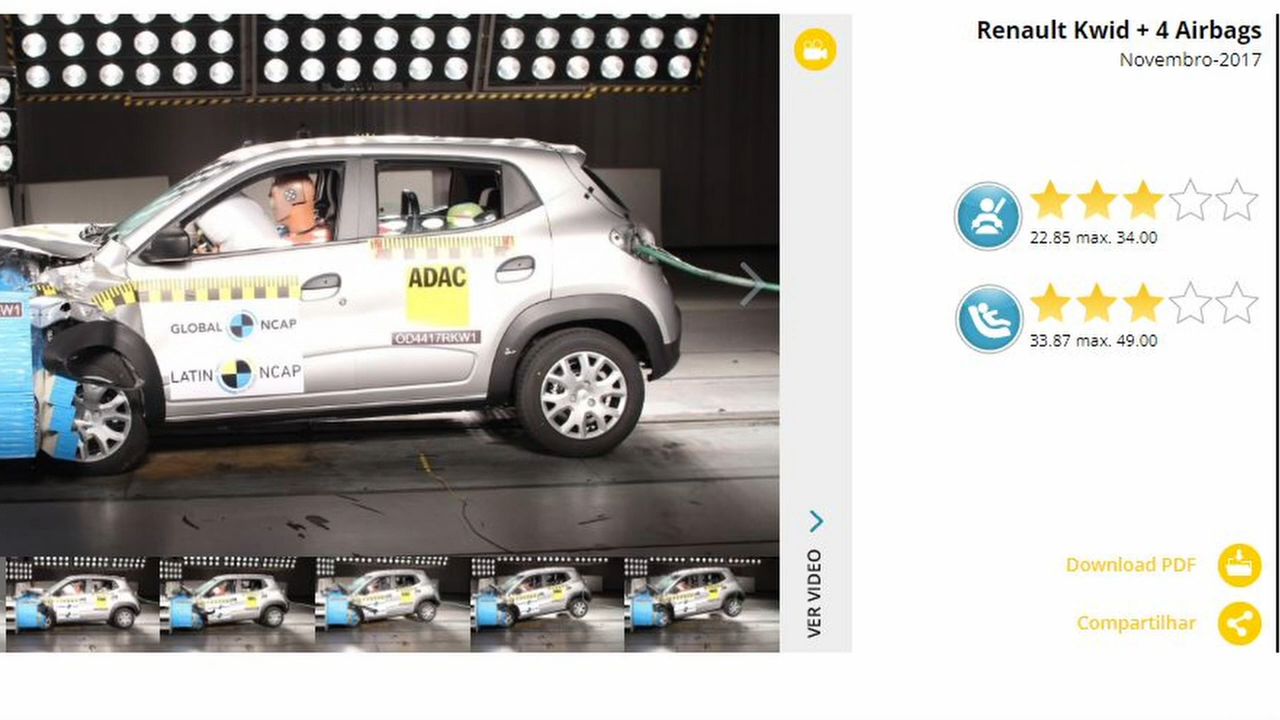 Renault Kwid + 4 Airbags
Novembro-2017
22.85 max. 34.00
33.87 max. 49.00
ADAC
GLOBAL NCAP
OD4417RKW1
LATIN NCAP
W1
VER VIDEO
Download PDF
Compartilhar